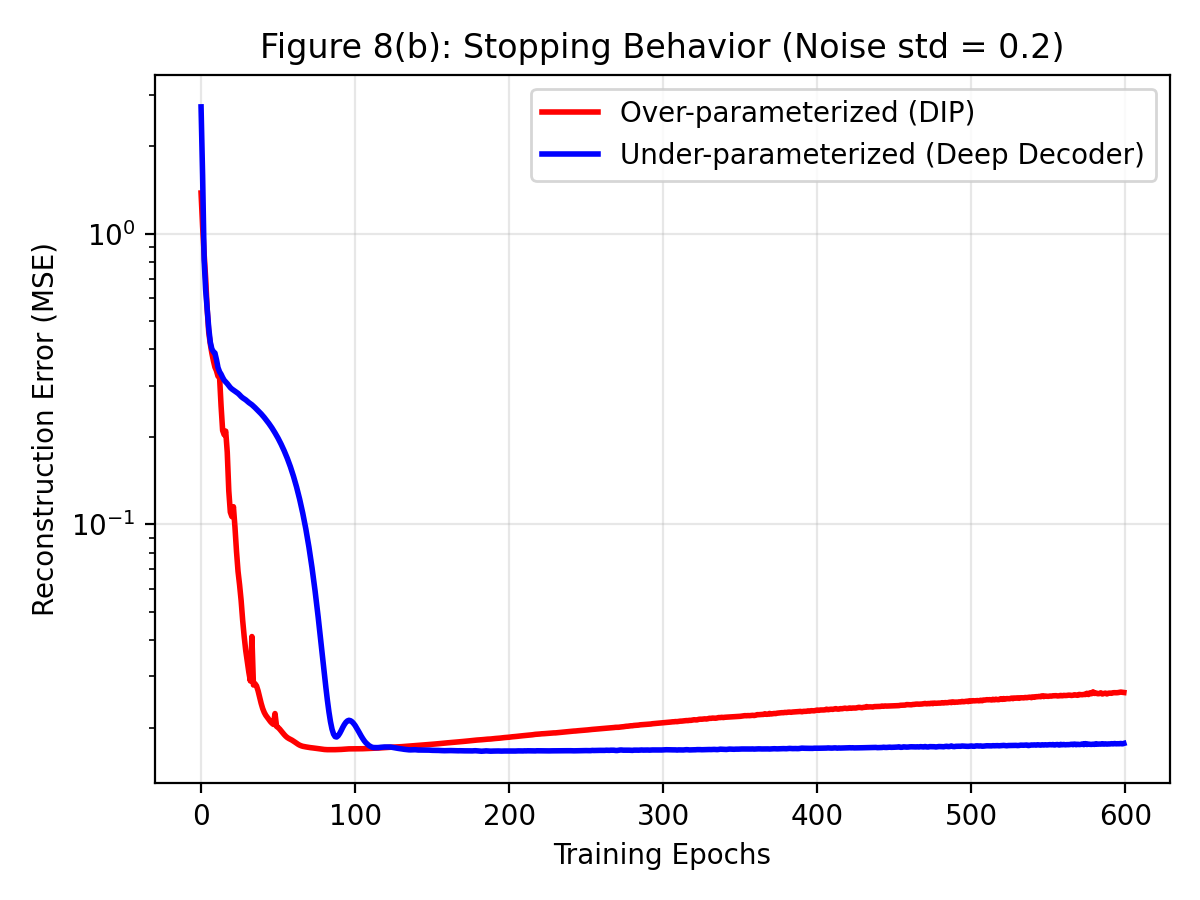 Figure 8(b): Stopping Behavior (Noise std = 0.2)
Over-parameterized (DIP)
Under-parameterized (Deep Decoder)
Reconstruction Error (MSE)
10⁰
10⁻¹
0 100 200 300 400 500 600
Training Epochs